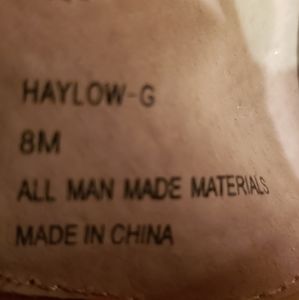 HAYLOW-G
8M
ALL MAN MADE MATERIALS
MADE IN CHINA